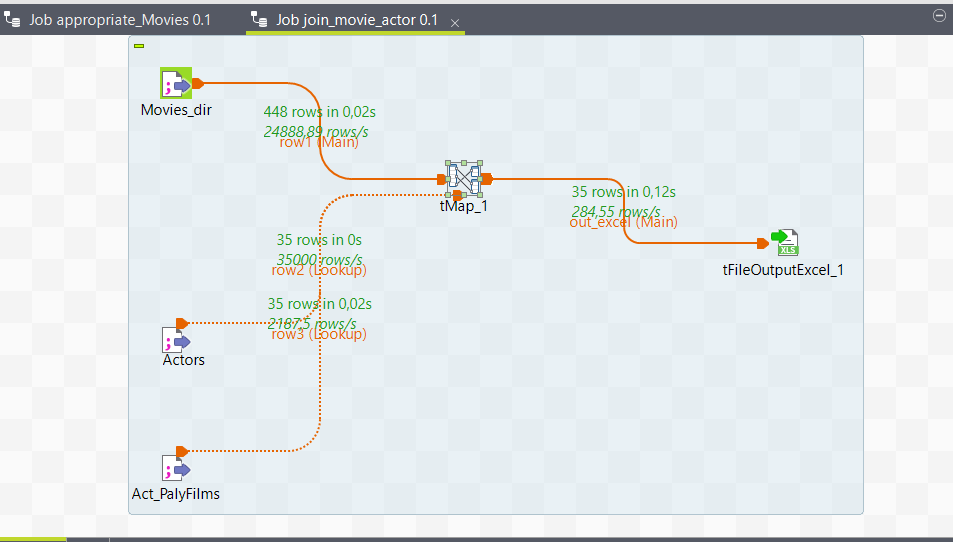 Job appropriate_Movies 0.1
Job join_movie_actor 0.1
Movies_dir
448 rows in 0,02s
24888,89 rows/s
row1 (Main)
tMap_1
35 rows in 0,12s
284,55 rows/s
out_excel (Main)
XLS
tFileOutputExcel_1
35 rows in 0s
35000 rows/s
row2 (Lookup)
35 rows in 0,02s
2187,5 rows/s
row3 (Lookup)
Actors
Act_PalyFilms